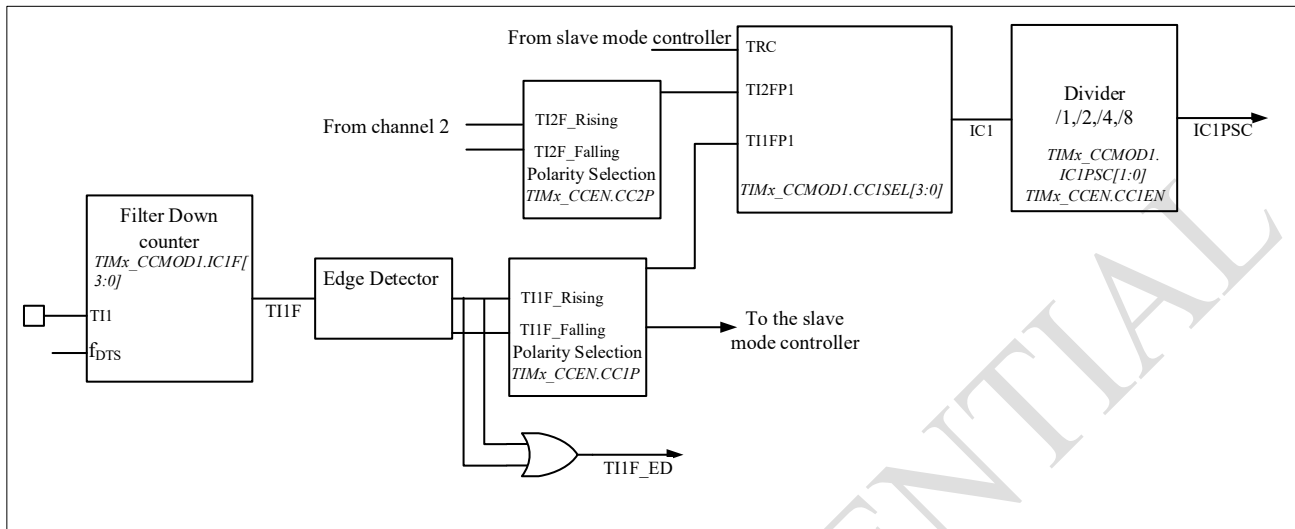 From slave mode controller
TRC
TI2FP1
TI1FP1
TIMx_CCMOD1.CC1SEL[3:0]
IC1
Divider
/1,/2,/4,/8
TIMx_CCMOD1.
IC1PSC[1:0]
TIMx_CCEN.CC1EN
IC1PSC
From channel 2
TI2F_Rising
TI2F_Falling
Polarity Selection
TIMx_CCEN.CC2P
Filter Down
counter
TIMx_CCMOD1.IC1F[
3:0]
TI1
fDTS
TI1F
Edge Detector
TI1F_Rising
TI1F_Falling
Polarity Selection
TIMx_CCEN.CC1P
To the slave
mode controller
TI1F_ED
ENTIAL